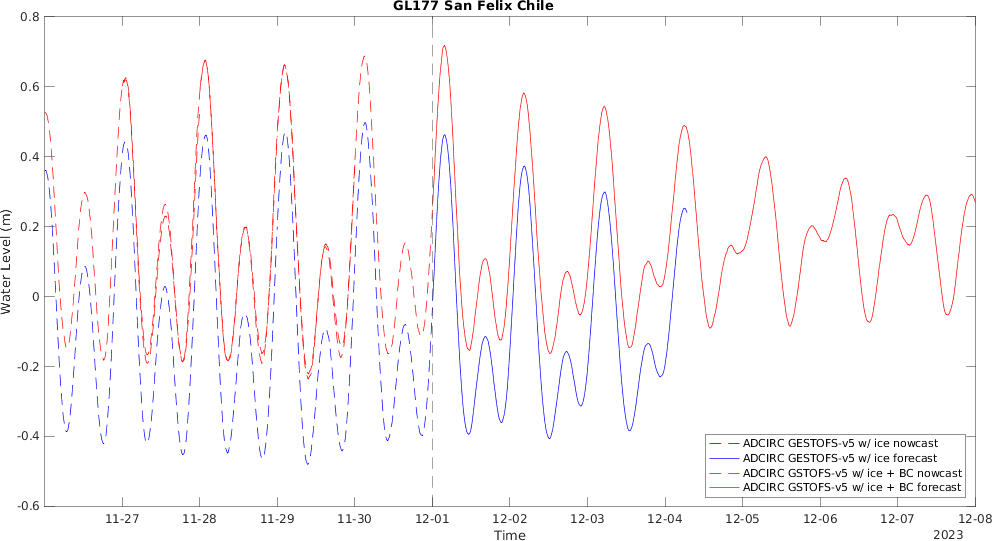 GL177 San Felix Chile
0.8
0.6
0.4
0.2
0
-0.2
-0.4
-0.6
Water Level (m)
ADCIRC GESTOFS-v5 w/ ice nowcast
ADCIRC GESTOFS-v5 w/ ice forecast
ADCIRC GSTOFS-v5 w/ ice + BC nowcast
ADCIRC GSTOFS-v5 w/ ice + BC forecast
11-27 11-28 11-29 11-30 12-01 12-02 12-03 12-04 12-05 12-06 12-07 12-08
Time
2023